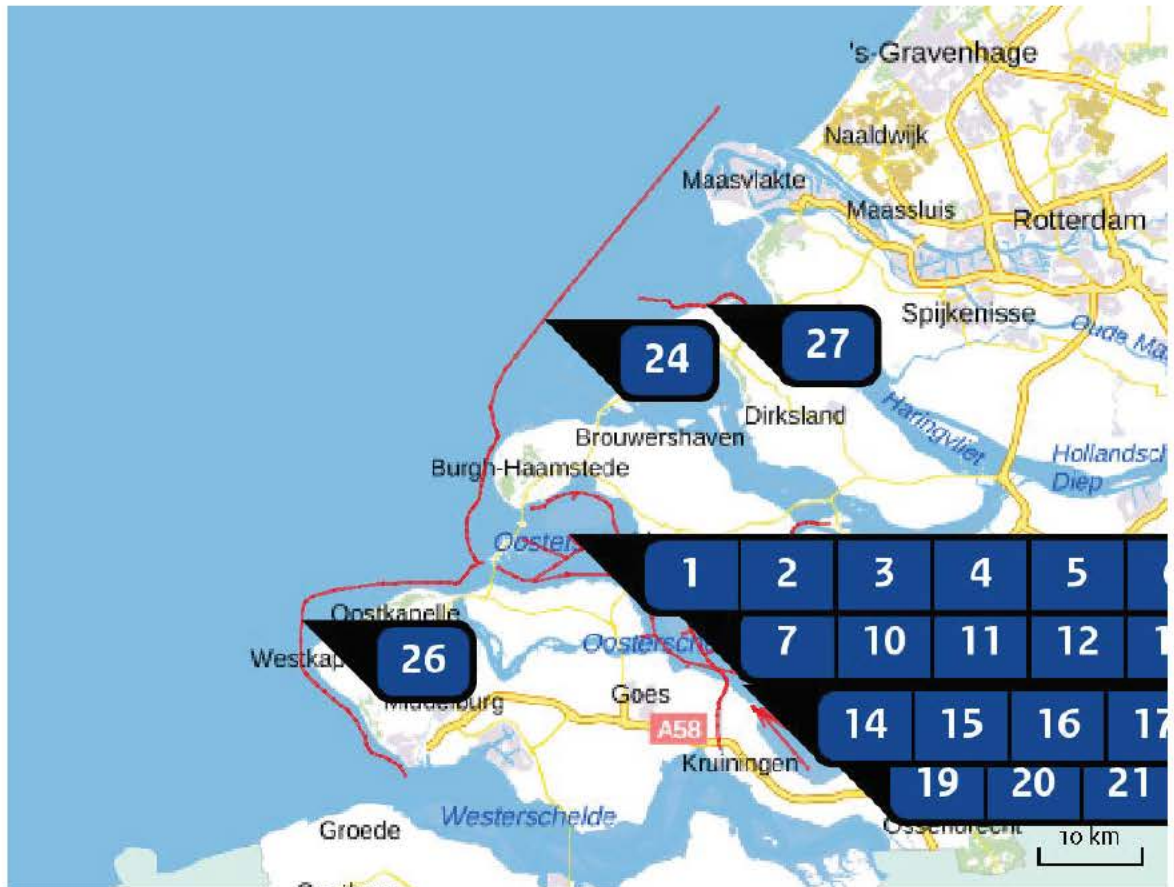 's-Gravenhage
Naaldwijk
Maasvlakte
Maassluis
Rotterdam
Spijkenisse
Oude
24
27
Dirksland
Haringvliet
Brouwershaven
Burgh-Haamstede
Hollandsch
Diep
1 2 3 4 5
Oostkapelle
7 10 11 12
26
Goes
14 15 16 17
A58
Kruiningen
19 20 21
Westerschelde
Groede
10 km